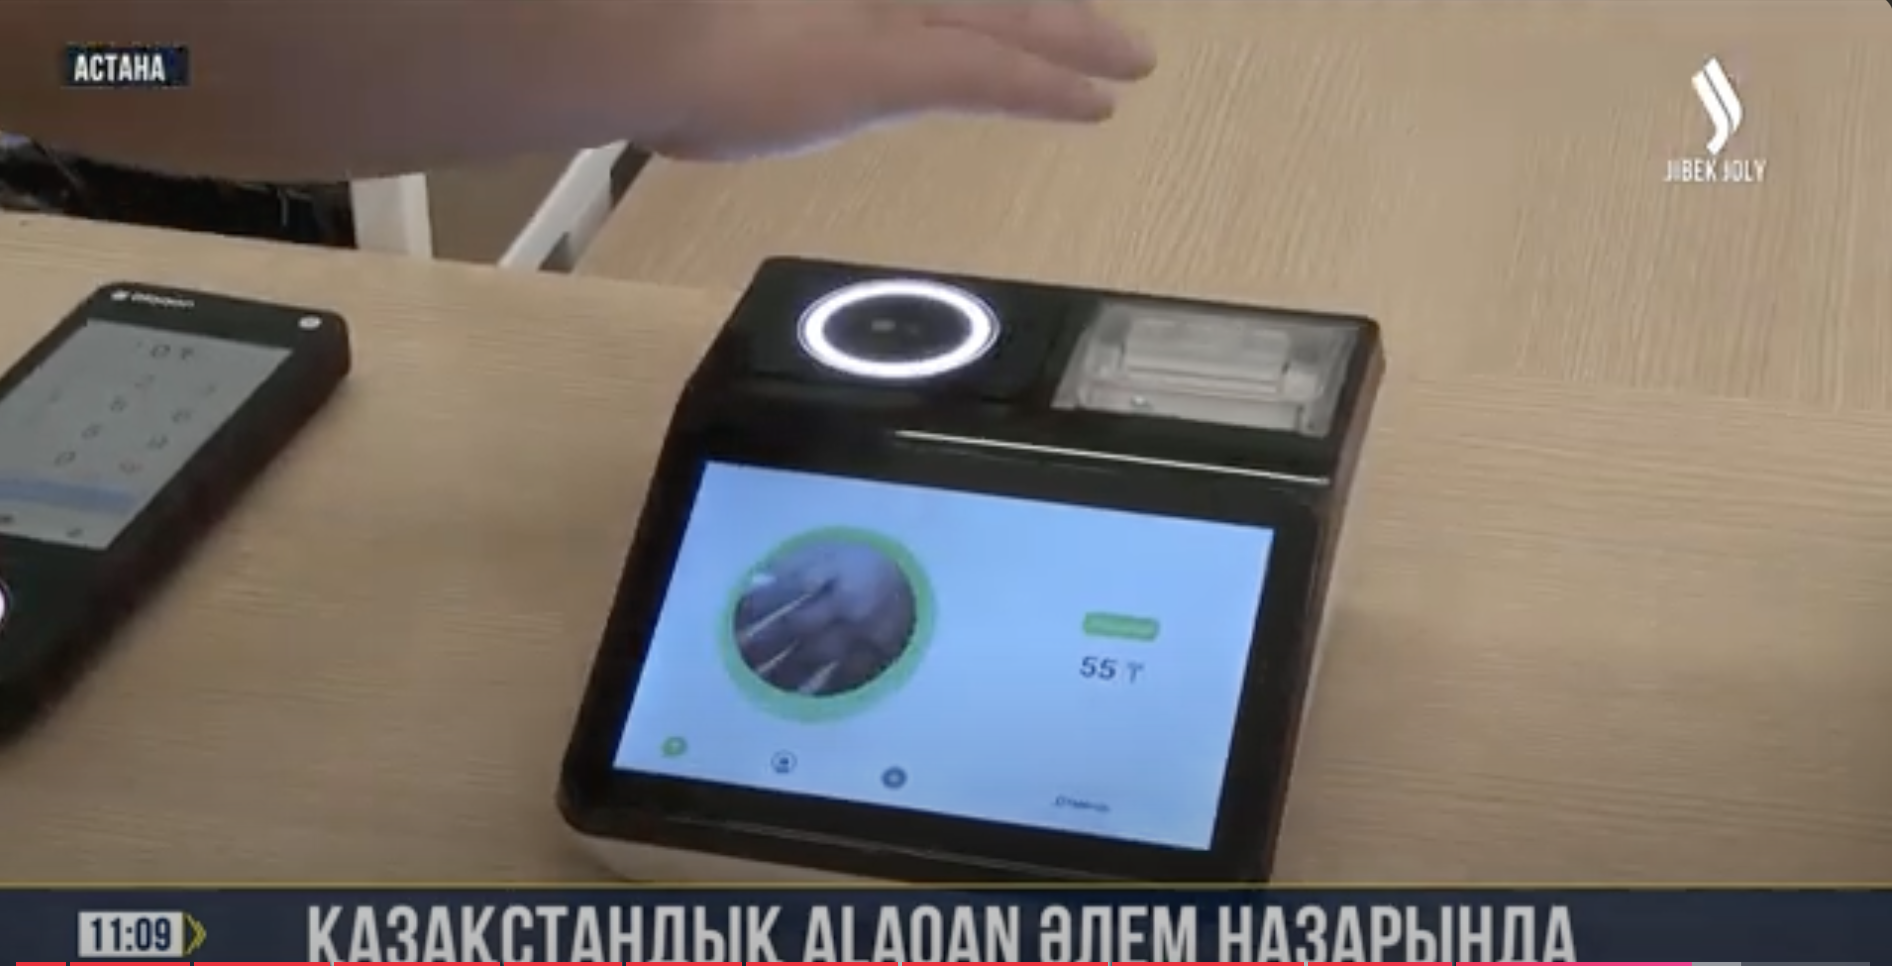 АСТАНА
JIBEK JOLY
55 ₸
11:09
ҚАЗАҚСТАНДЫҚ ALAQAN ӘЛЕМ НАЗАРЫНДА